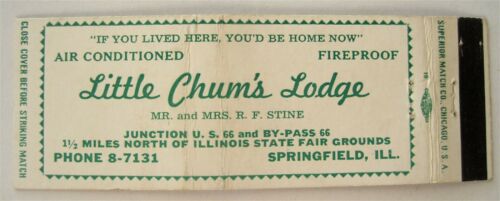 "IF YOU LIVED HERE, YOU'D BE HOME NOW"
AIR CONDITIONED FIREPROOF
Little Chum's Lodge
MR. and MRS. R. F. STINE
JUNCTION U. S. 66 and BY-PASS 66
1½ MILES NORTH OF ILLINOIS STATE FAIR GROUNDS
PHONE 8-7131 SPRINGFIELD, ILL.
CLOSE COVER BEFORE STRIKING MATCH
SUPERIOR MATCH CO., CHICAGO, U. S. A.